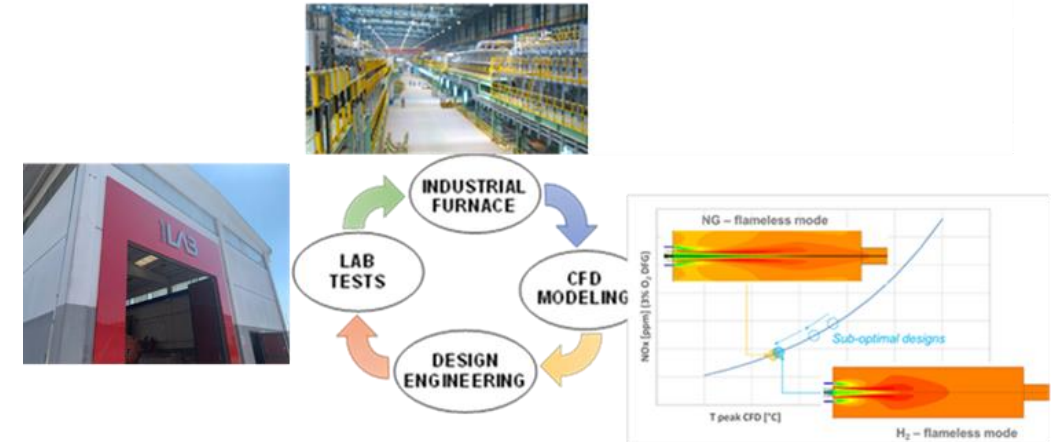 INDUSTRIAL
FURNACE
LAB
TESTS
CFD
MODELING
DESIGN
ENGINEERING
iLAB
NG – flameless mode
NOx [ppm] (3% O₂ DFG)
Sub-optimal designs
T peak CFD [°C]
H₂ – flameless mode